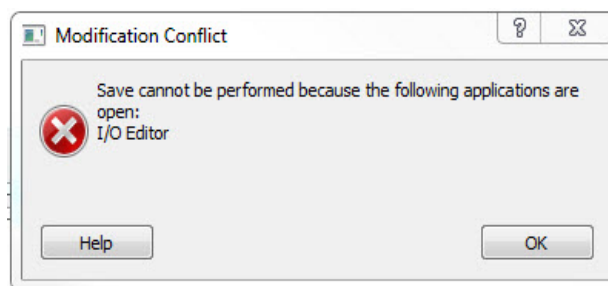 Modification Conflict
Save cannot be performed because the following applications are
open:
I/O Editor
Help
OK